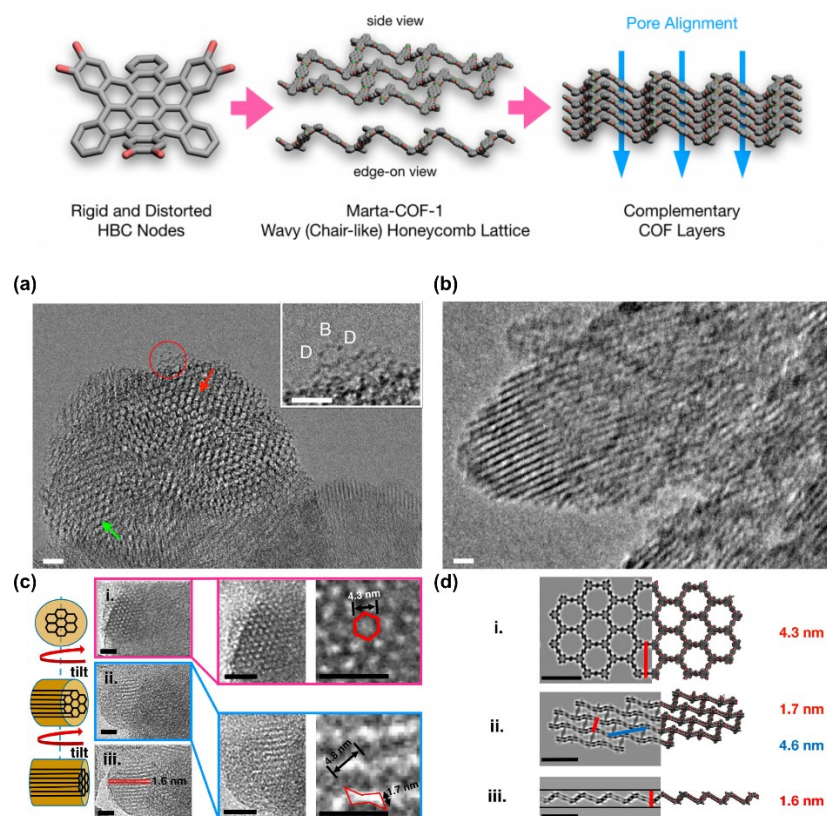 side view
Pore Alignment
edge-on view
Rigid and Distorted
HBC Nodes
Marta-COF-1
Wavy (Chair-like) Honeycomb Lattice
Complementary
COF Layers
(a)
(b)
B
D
D
(c)
(d)
i.
4.3 nm
i.
4.3 nm
tilt
ii.
ii.
1.7 nm
4.6 nm
tilt
4.8 nm
1.7 nm
iii.
1.6 nm
iii.
1.6 nm